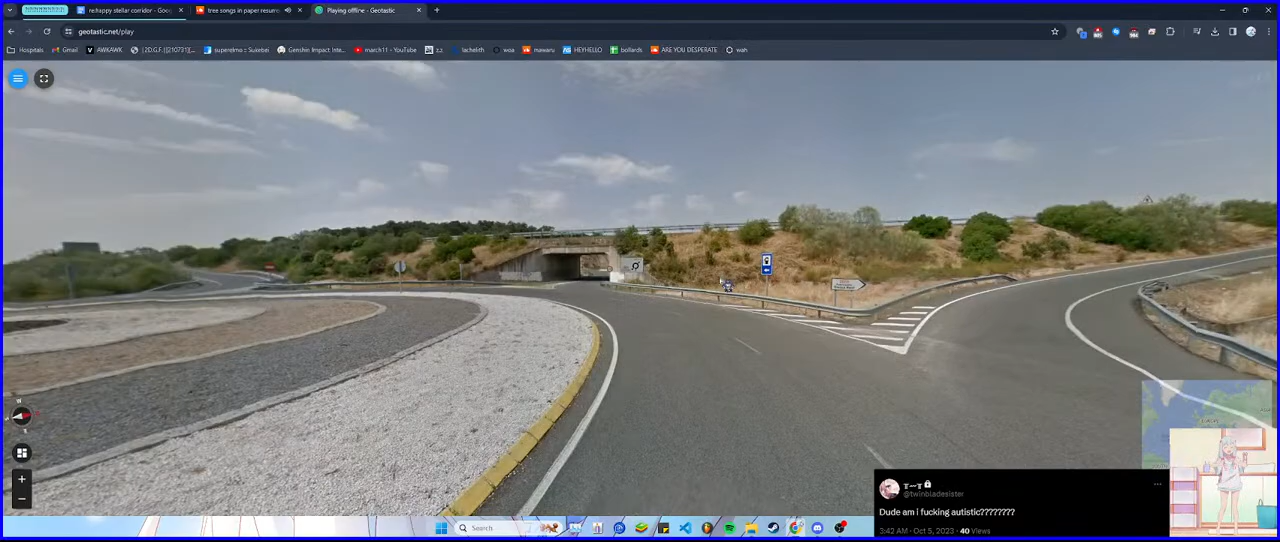 re:happy stellar corridor - Goo
tree songs in paper resurre
Playing offline - Geotastic
geotastic.net/play
Hospitals
Gmail
AWKAWK
superelmo :: Sukebei
Genshin Impact Inte...
march11 - YouTube
z.z
lachelith
woa
mawaru
HEYHELLO
bollards
ARE YOU DESPERATE
wah
@twinbladesister
Dude am i fucking autistic????????
3:42 AM · Oct 5, 2023 · 40 Views
Search